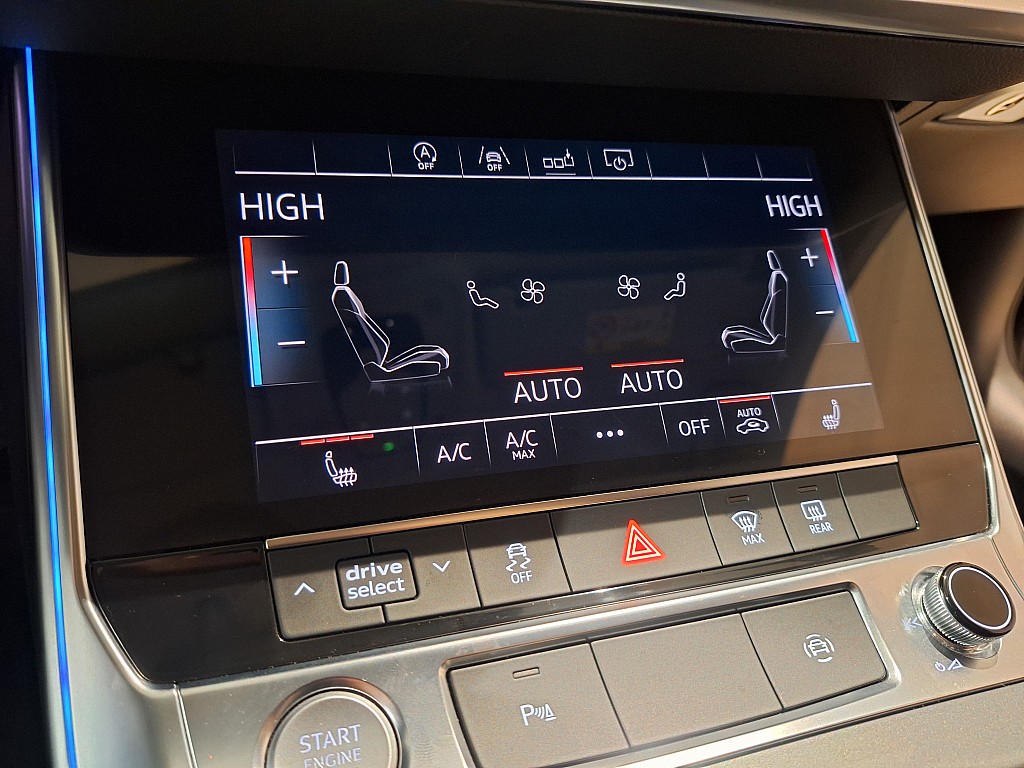 A
OFF
OFF
HIGH
HIGH
+
−
+
−
AUTO
AUTO
A/C
A/C
MAX
OFF
AUTO
drive
select
OFF
MAX
REAR
P
START
ENGINE